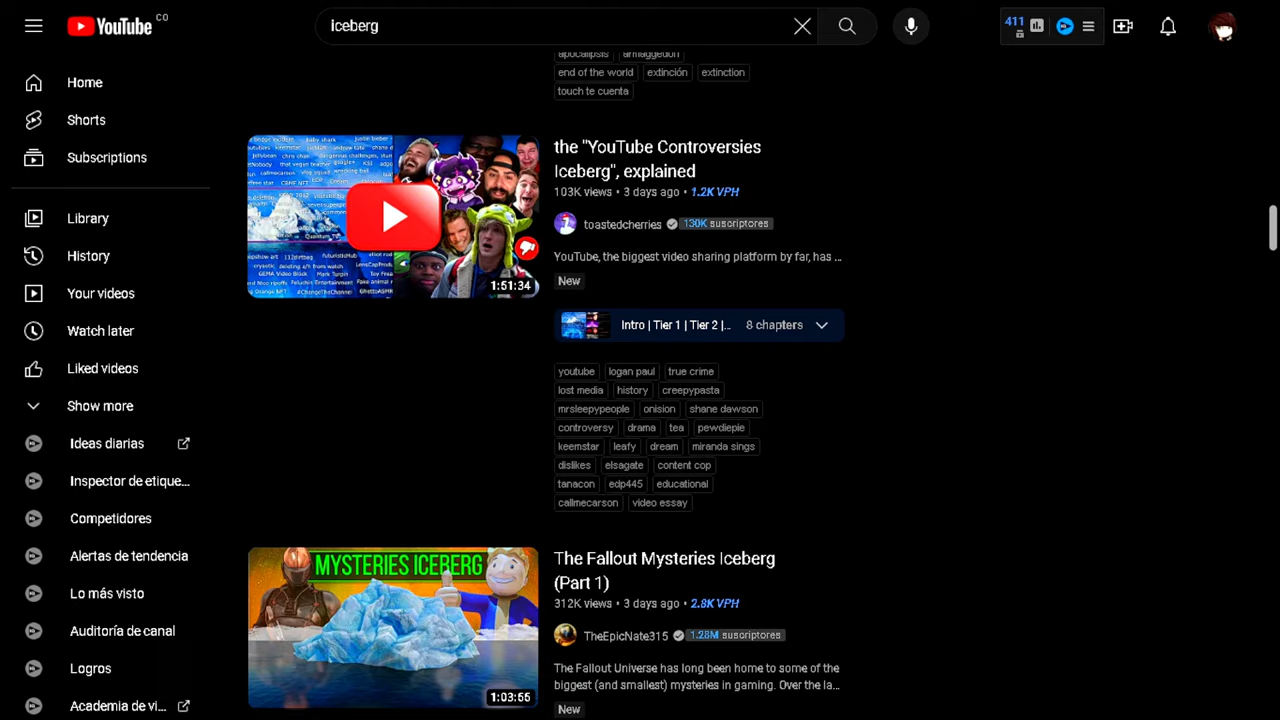 YouTube CO
iceberg
411
Home
Shorts
Subscriptions
Library
History
Your videos
Watch later
Liked videos
Show more
Ideas diarias
Inspector de etique...
Competidores
Alertas de tendencia
Lo más visto
Auditoría de canal
Logros
Academia de vi...
apocalipsis armaggedon
end of the world extinción extinction
touch te cuenta
1:51:34
the "YouTube Controversies
Iceberg", explained
103K views • 3 days ago • 1.2K VPH
toastedcherries 130K suscriptores
YouTube, the biggest video sharing platform by far, has ...
New
Intro | Tier 1 | Tier 2 |... 8 chapters
youtube logan paul true crime
lost media history creepypasta
mrsleepypeople onision shane dawson
controversy drama tea pewdiepie
keemstar leafy dream miranda sings
dislikes elsagate content cop
tanacon edp445 educational
callmecarson video essay
MYSTERIES ICEBERG
1:03:55
The Fallout Mysteries Iceberg
(Part 1)
312K views • 3 days ago • 2.8K VPH
TheEpicNate315 1.28M suscriptores
The Fallout Universe has long been home to some of the
biggest (and smallest) mysteries in gaming. Over the la...
New